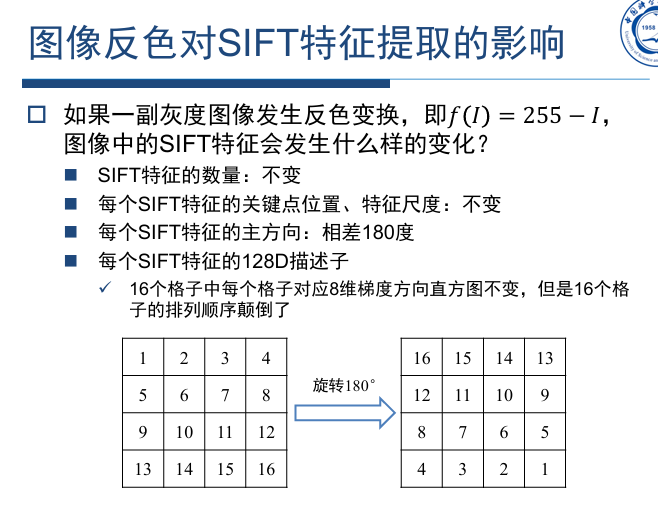 图像反色对SIFT特征提取的影响
1958
如果一副灰度图像发生反色变换，即f(I) = 255 − I，
图像中的SIFT特征会发生什么样的变化？
SIFT特征的数量：不变
每个SIFT特征的关键点位置、特征尺度：不变
每个SIFT特征的主方向：相差180度
每个SIFT特征的128D描述子
✓ 16个格子中每个格子对应8维梯度方向直方图不变，但是16个格
子的排列顺序颠倒了
1 2 3 4
5 6 7 8
9 10 11 12
13 14 15 16
旋转180°
16 15 14 13
12 11 10 9
8 7 6 5
4 3 2 1